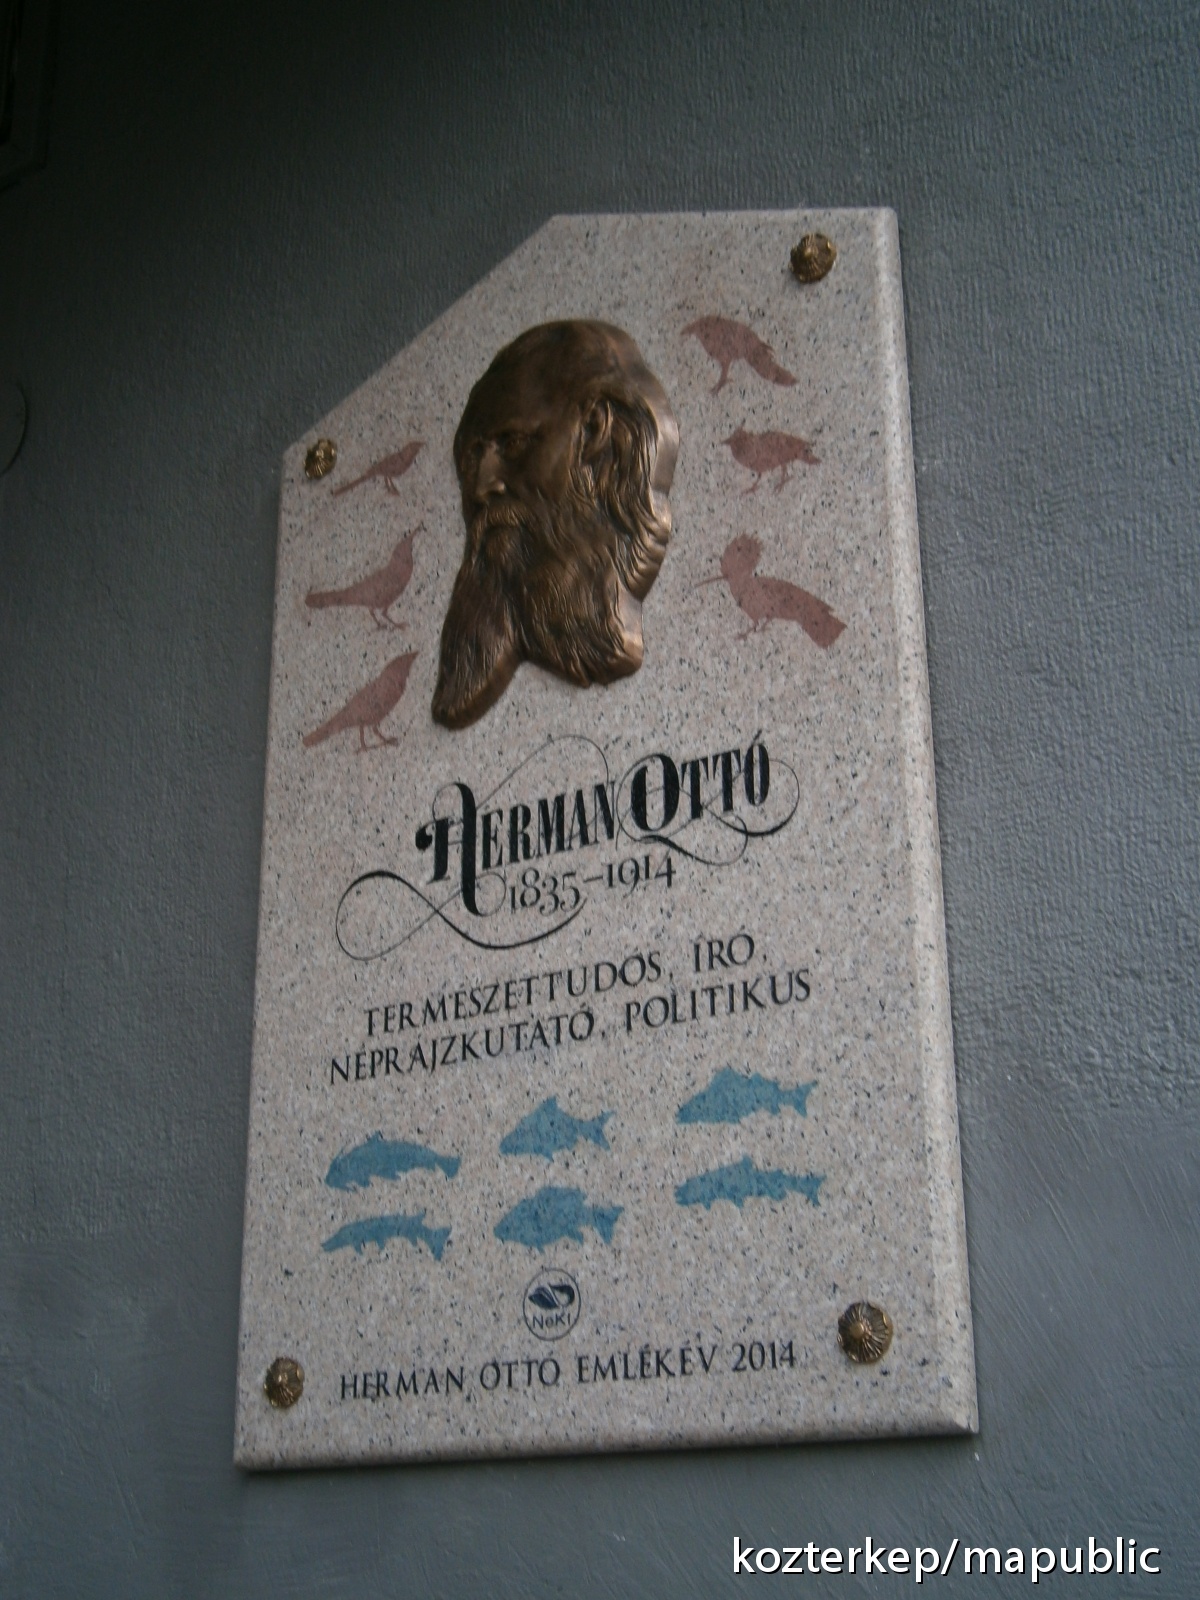 HERMAN OTTÓ
1835–1914
TERMÉSZETTUDÓS, ÍRÓ,
NÉPRAJZKUTATÓ, POLITIKUS
NeKI
HERMAN OTTÓ EMLÉKÉV 2014
kozterkep/mapublic